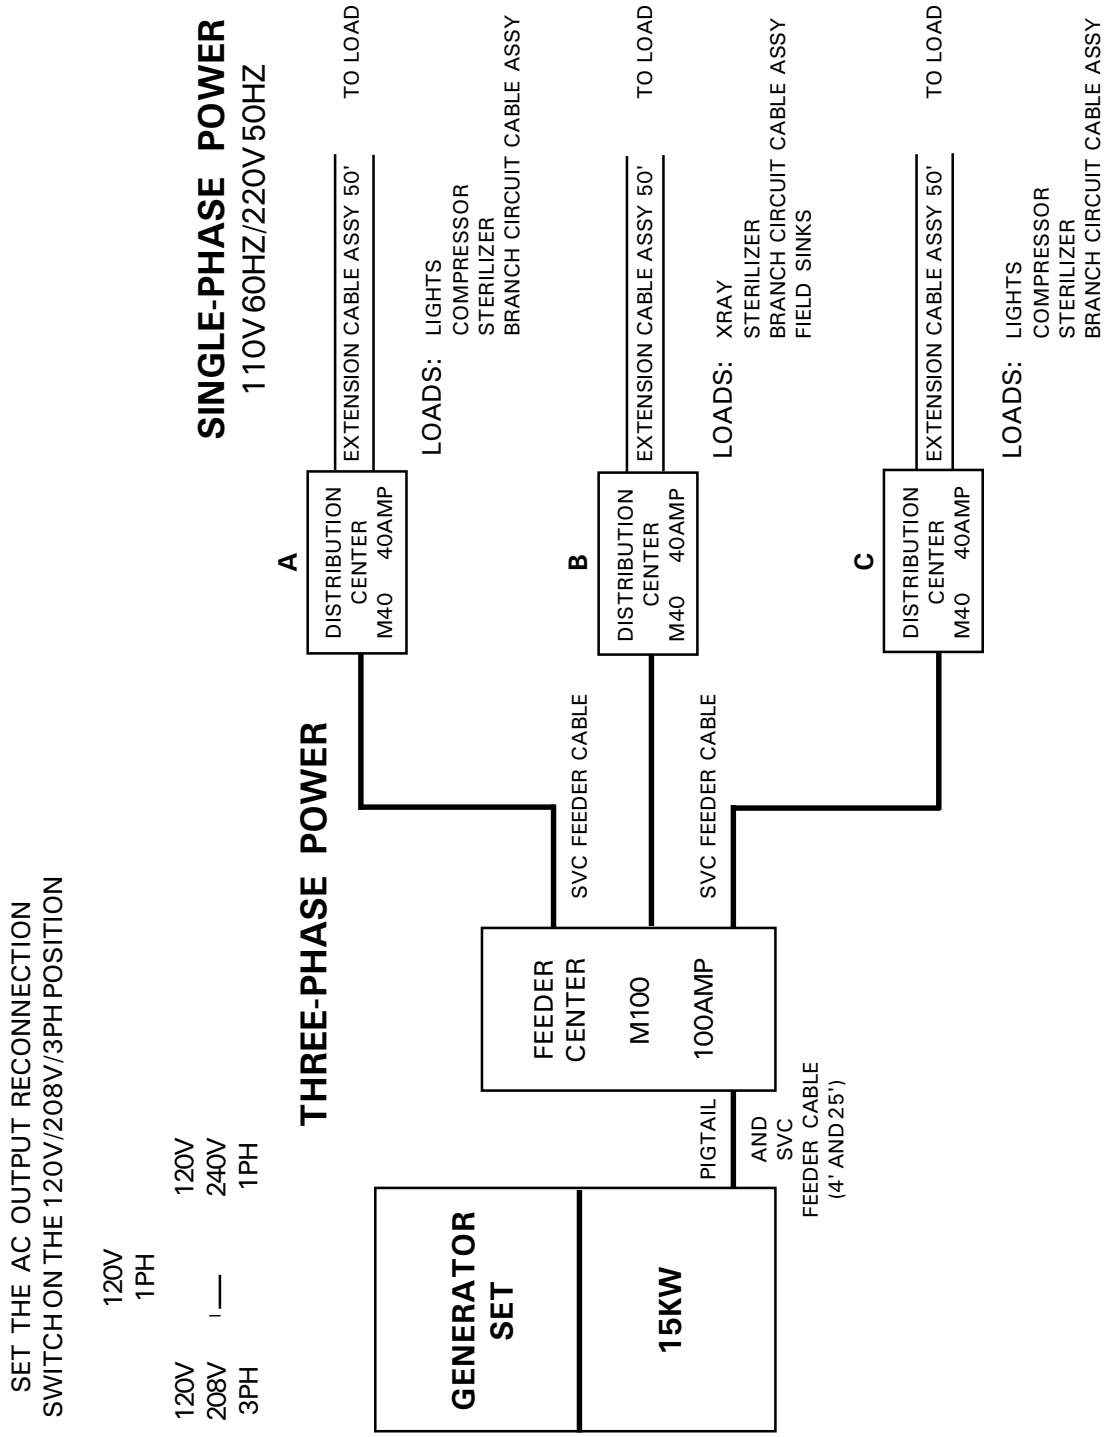 SET THE AC OUTPUT RECONNECTION
SWITCH ON THE 120V/208V/3PH POSITION
120V
1PH
120V
208V
3PH
120V
240V
1PH
SINGLE-PHASE POWER
110V 60HZ/220V 50HZ
THREE-PHASE POWER
GENERATOR
SET
15KW
PIGTAIL
AND
SVC
FEEDER CABLE
(4' AND 25')
FEEDER
CENTER
M100
100AMP
SVC FEEDER CABLE
SVC FEEDER CABLE
A
DISTRIBUTION
CENTER
M40 40AMP
EXTENSION CABLE ASSY 50'
TO LOAD
LOADS: LIGHTS
COMPRESSOR
STERILIZER
BRANCH CIRCUIT CABLE ASSY
B
DISTRIBUTION
CENTER
M40 40AMP
EXTENSION CABLE ASSY 50'
TO LOAD
LOADS: XRAY
STERILIZER
BRANCH CIRCUIT CABLE ASSY
FIELD SINKS
C
DISTRIBUTION
CENTER
M40 40AMP
EXTENSION CABLE ASSY 50'
TO LOAD
LOADS: LIGHTS
COMPRESSOR
STERILIZER
BRANCH CIRCUIT CABLE ASSY